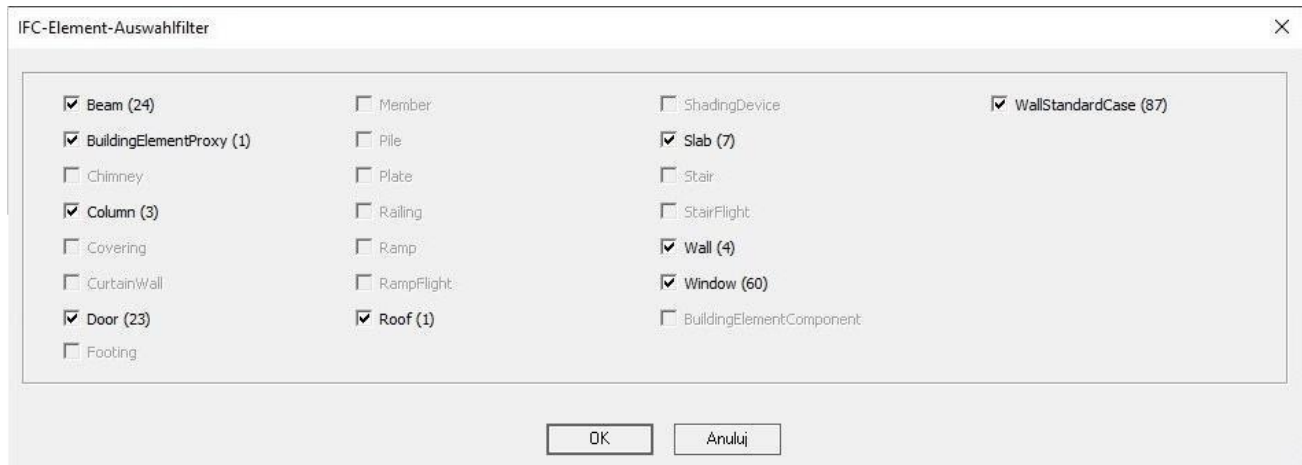 IFC-Element-Auswahlfilter
Beam (24)
BuildingElementProxy (1)
Chimney
Column (3)
Covering
CurtainWall
Door (23)
Footing
Member
Pile
Plate
Railing
Ramp
RampFlight
Roof (1)
ShadingDevice
Slab (7)
Stair
StairFlight
Wall (4)
Window (60)
BuildingElementComponent
WallStandardCase (87)
OK
Anuluj